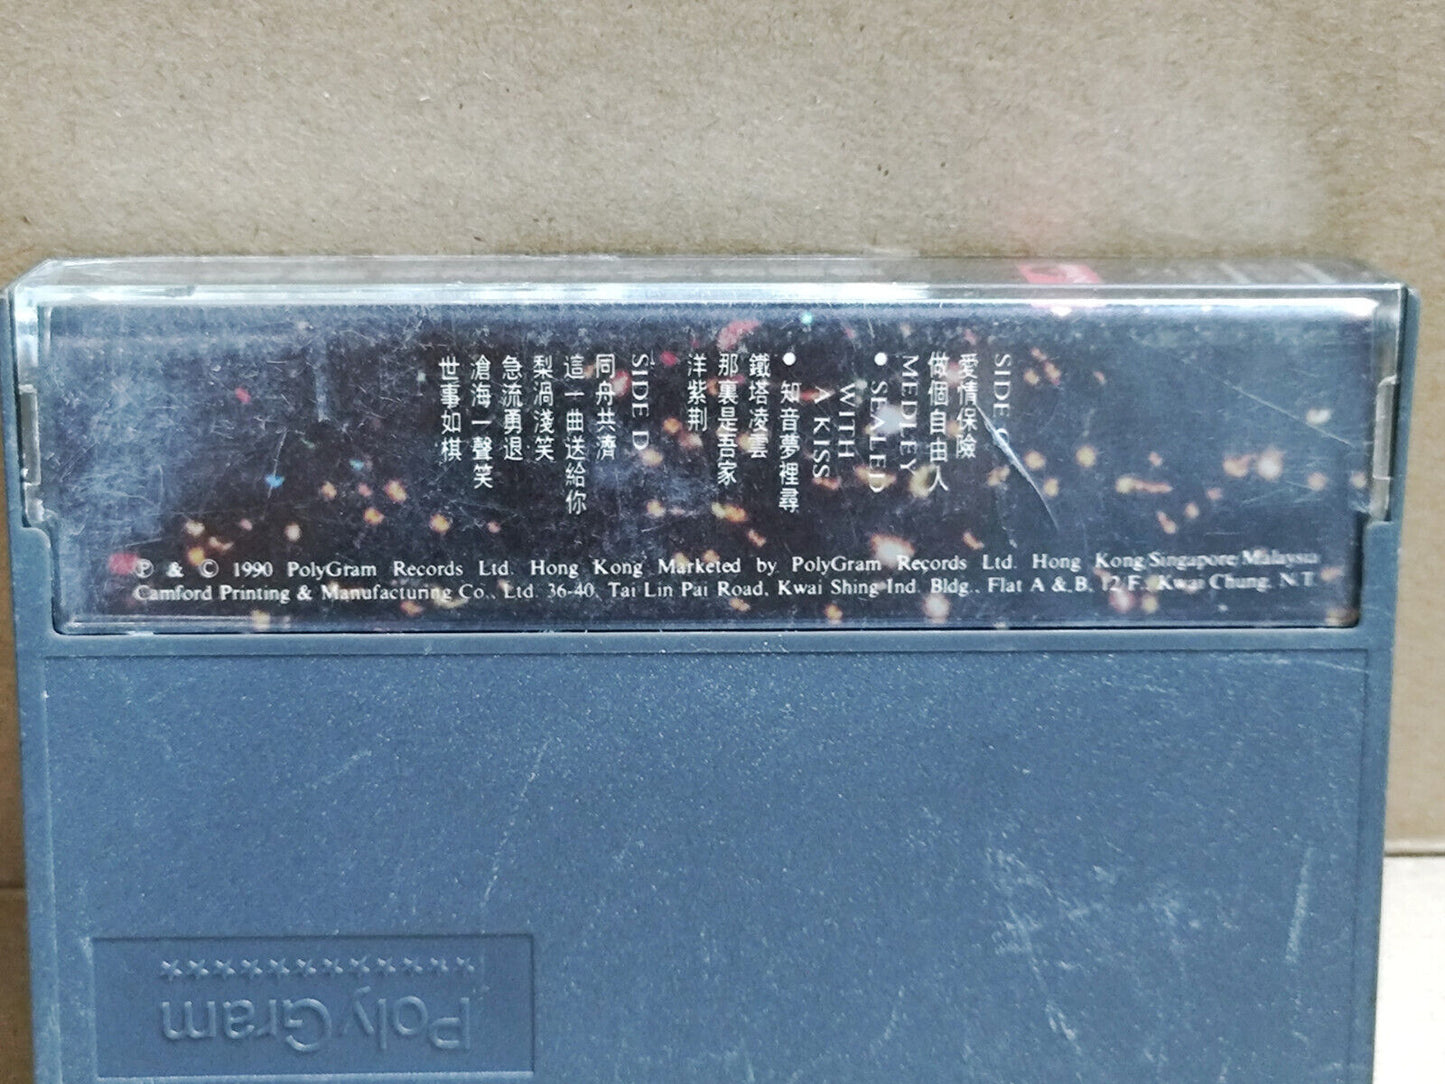 SIDE C
愛情保險
做個自由人
MEDLEY
● SEALED
WITH
A KISS
● 知音夢裡尋
鐵塔凌雲
那裏是吾家
洋紫荆
SIDE D
同舟共濟
這一曲送給你
梨渦淺笑
急流勇退
滄海一聲笑
世事如棋
℗ & © 1990 PolyGram Records Ltd. Hong Kong Marketed by PolyGram Records Ltd. Hong Kong/Singapore/Malaysia
Camford Printing & Manufacturing Co., Ltd. 36-40, Tai Lin Pai Road, Kwai Shing Ind. Bldg., Flat A & B, 12/F., Kwai Chung, N.T.
PolyGram